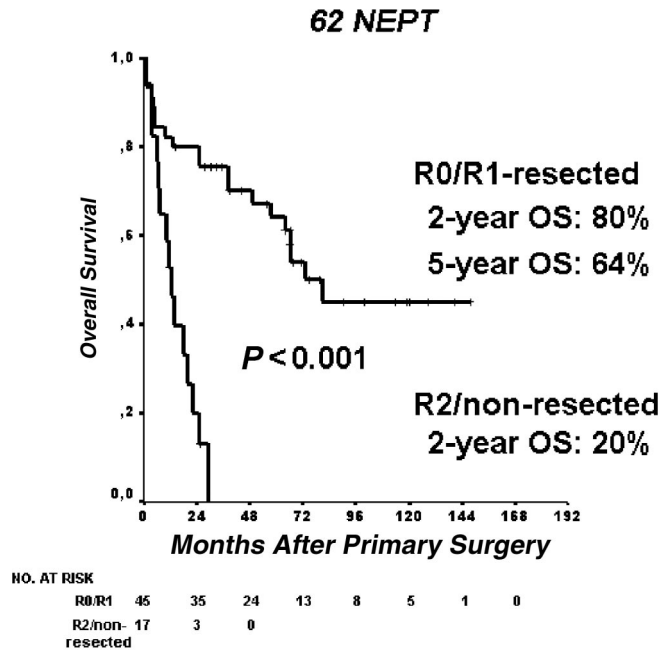 62 NEPT
1,0
,8
,6
,4
,2
0,0
Overall Survival
R0/R1-resected
2-year OS: 80%
5-year OS: 64%
P<0.001
R2/non-resected
2-year OS: 20%
0 24 48 72 96 120 144 168 192
Months After Primary Surgery
NO. AT RISK
R0/R1 45 35 24 13 8 5 1 0
R2/non- 17 3 0
resected